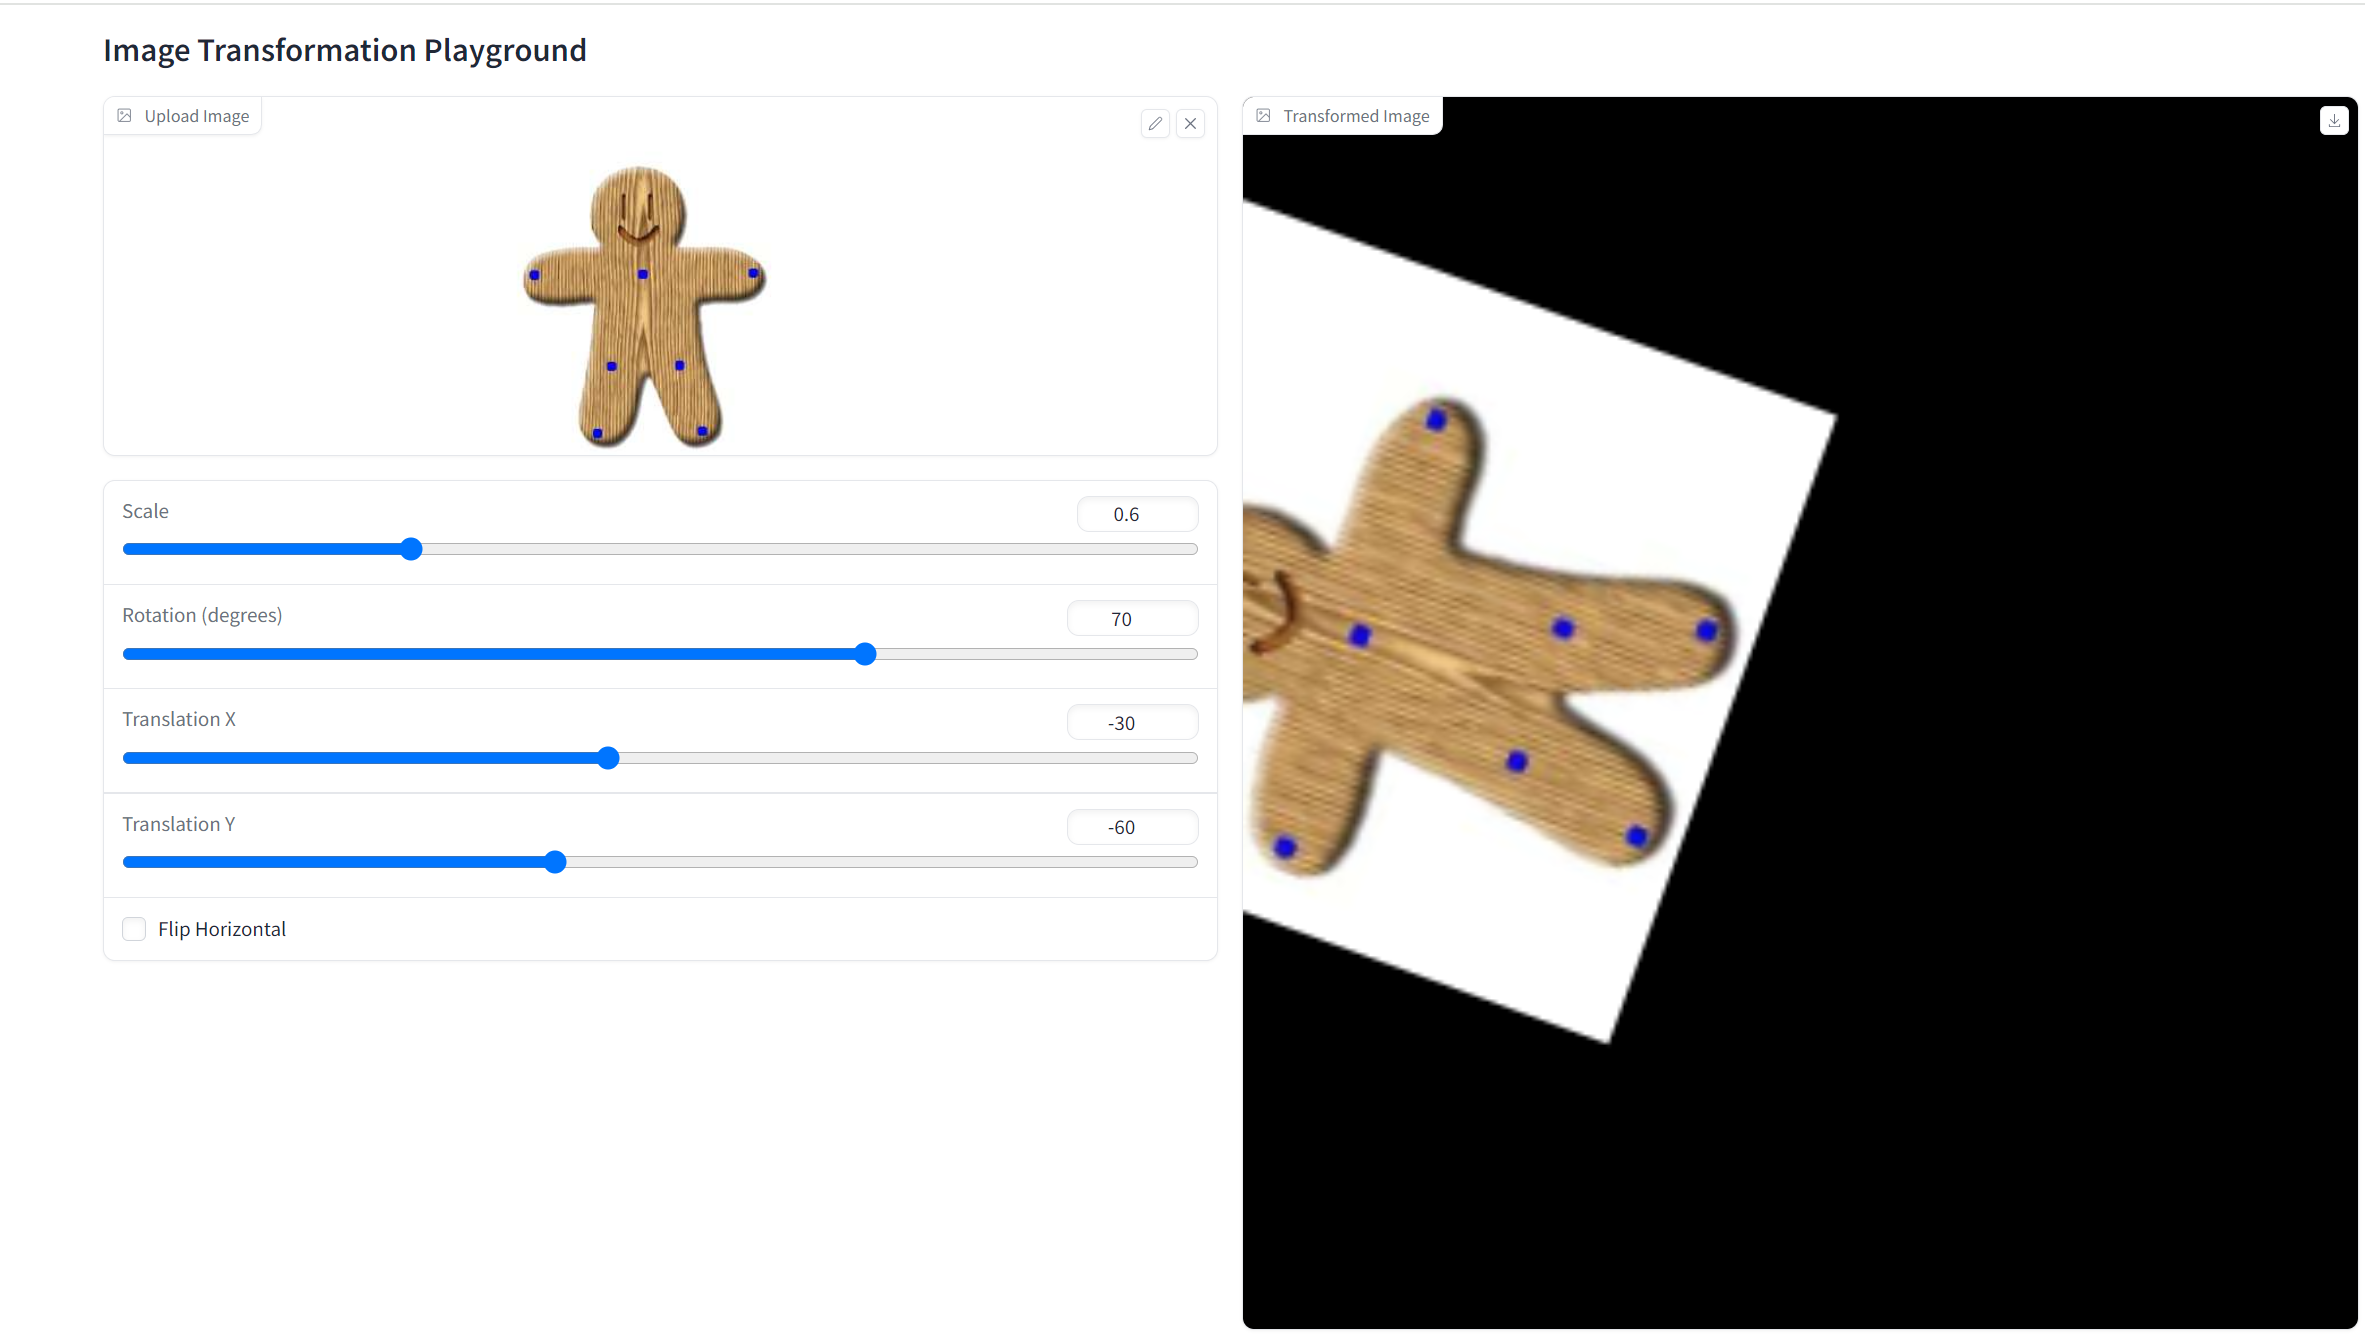 Image Transformation Playground
Upload Image
Transformed Image
Scale
0.6
Rotation (degrees)
70
Translation X
-30
Translation Y
-60
Flip Horizontal